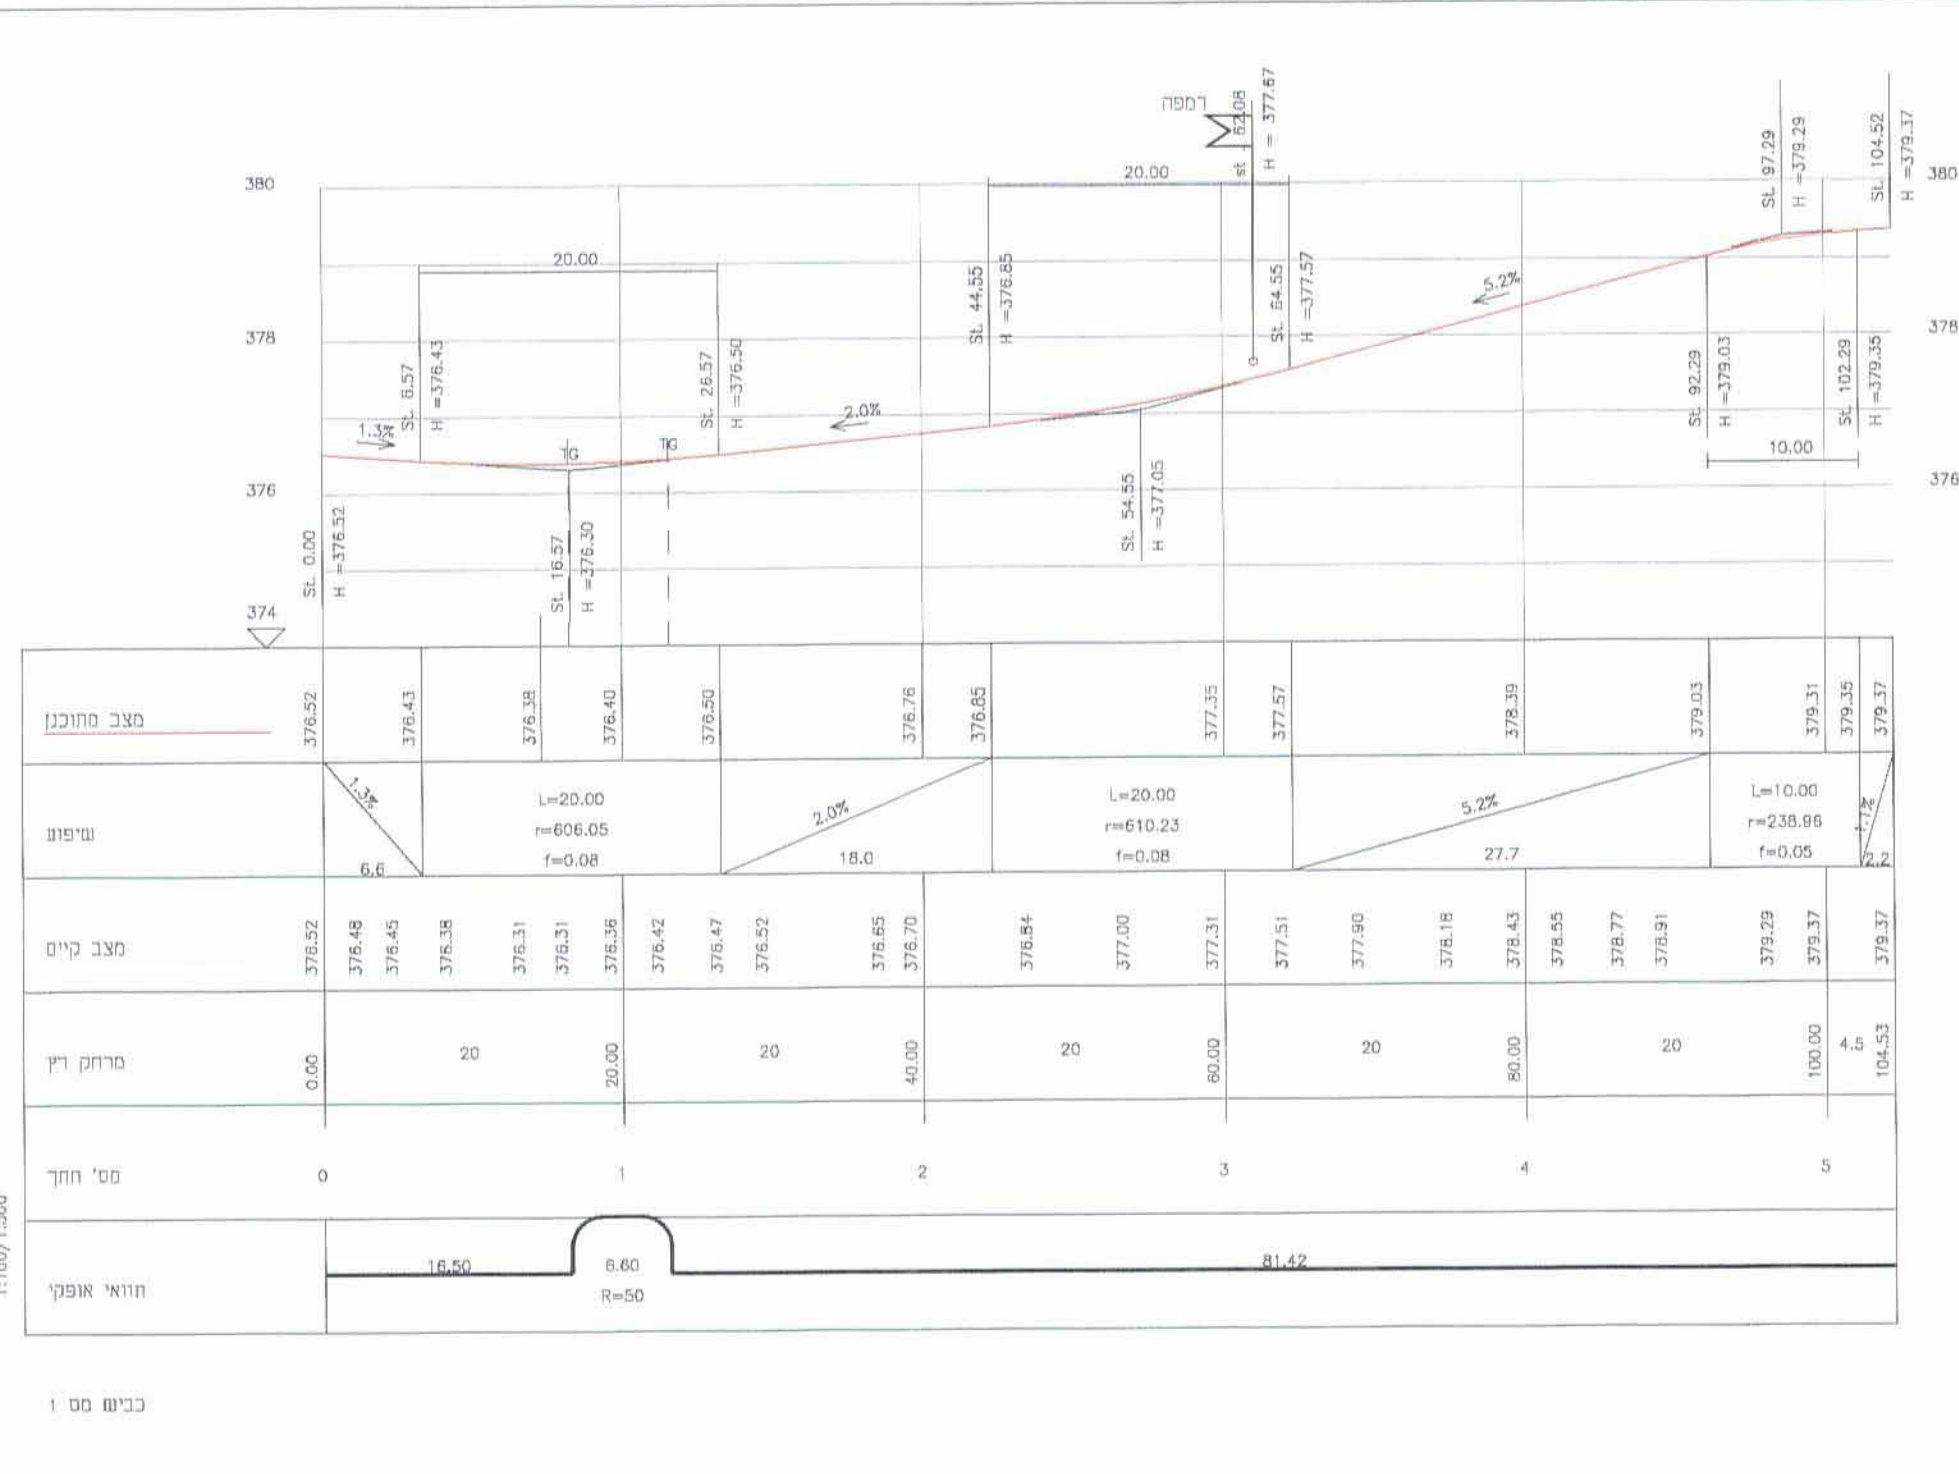 רמפה
st . 62.08
H = 377.67
20.00
St. 97.29
H =379.29
St. 104.52
H =379.37
380
380
20.00
St. 44.55
H =376.85
St. 64.55
H =377.57
5.2%
378
378
St. 6.57
H =376.43
St. 26.57
H =376.50
St. 92.29
H =379.03
St. 102.29
H =379.35
1.3%
2.0%
TG
TG
10.00
376
376
St. 0.00
H =376.52
St. 16.57
H =376.30
St. 54.55
H =377.05
374
מצב מתוכנן
376.52
376.43
376.38
376.40
376.50
376.76
376.85
377.35
377.57
378.39
379.03
379.31
379.35
379.37
שיפוע
1.3%
6.6
L=20.00
r=606.05
f=0.08
2.0%
18.0
L=20.00
r=610.23
f=0.08
5.2%
27.7
L=10.00
r=238.96
f=0.05
1.1%
2.2
מצב קיים
376.52
376.48
376.45
376.38
376.31
376.31
376.36
376.42
376.47
376.52
376.65
376.70
376.84
377.00
377.31
377.51
377.90
378.18
378.43
378.55
378.77
378.91
379.29
379.37
379.37
מרחק רץ
0.00
20
20.00
20
40.00
20
60.00
20
80.00
20
100.00
4.5
104.53
מס' חתך
0
1
2
3
4
5
תוואי אופקי
16.50
6.60
R=50
81.42
כביש מס 1